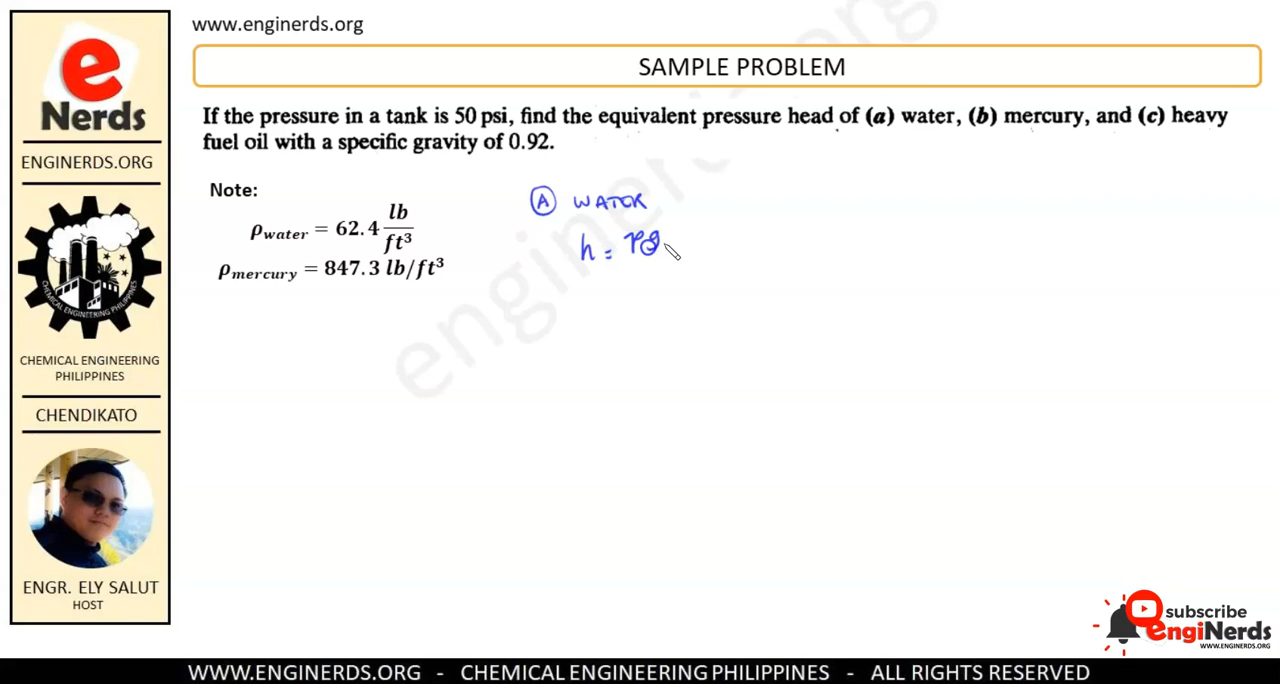 e
Nerds
ENGINERDS.ORG
CHEMICAL ENGINEERING PHILIPPINES
CHEMICAL ENGINEERING
PHILIPPINES
CHENDIKATO
ENGR. ELY SALUT
HOST
www.enginerds.org
SAMPLE PROBLEM
If the pressure in a tank is 50 psi, find the equivalent pressure head of (a) water, (b) mercury, and (c) heavy
fuel oil with a specific gravity of 0.92.
Note:
ρwater = 62.4 lb/ft³
ρmercury = 847.3 lb/ft³
A WATER
h =
enginerds.org
subscribe
engiNerds
WWW.ENGINERDS.ORG
WWW.ENGINERDS.ORG - CHEMICAL ENGINEERING PHILIPPINES - ALL RIGHTS RESERVED